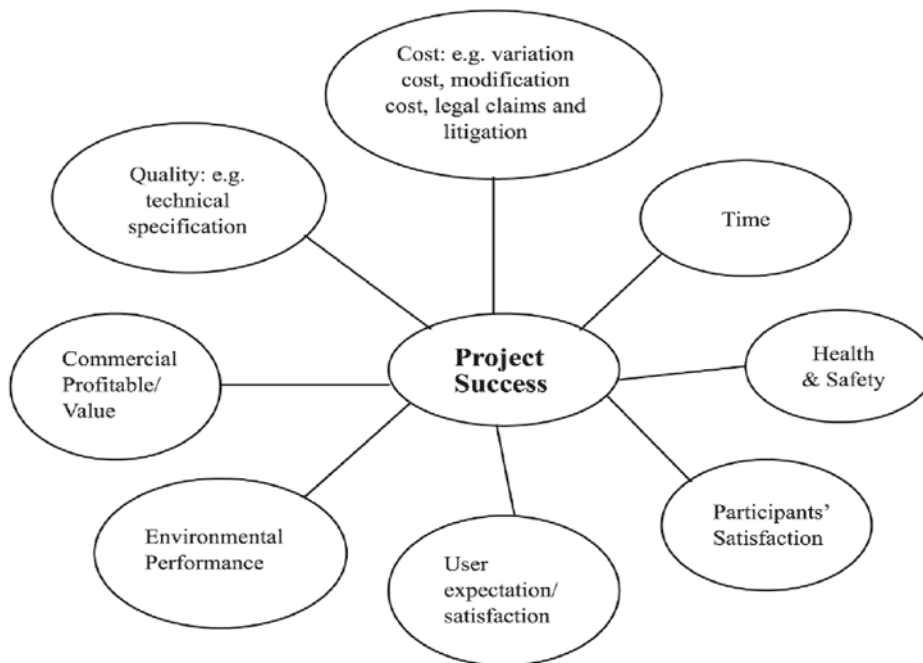 Cost: e.g. variation
cost, modification
cost, legal claims and
litigation
Quality: e.g.
technical
specification
Time
Project
Success
Commercial
Profitable/
Value
Health
& Safety
Environmental
Performance
User
expectation/
satisfaction
Participants’
Satisfaction